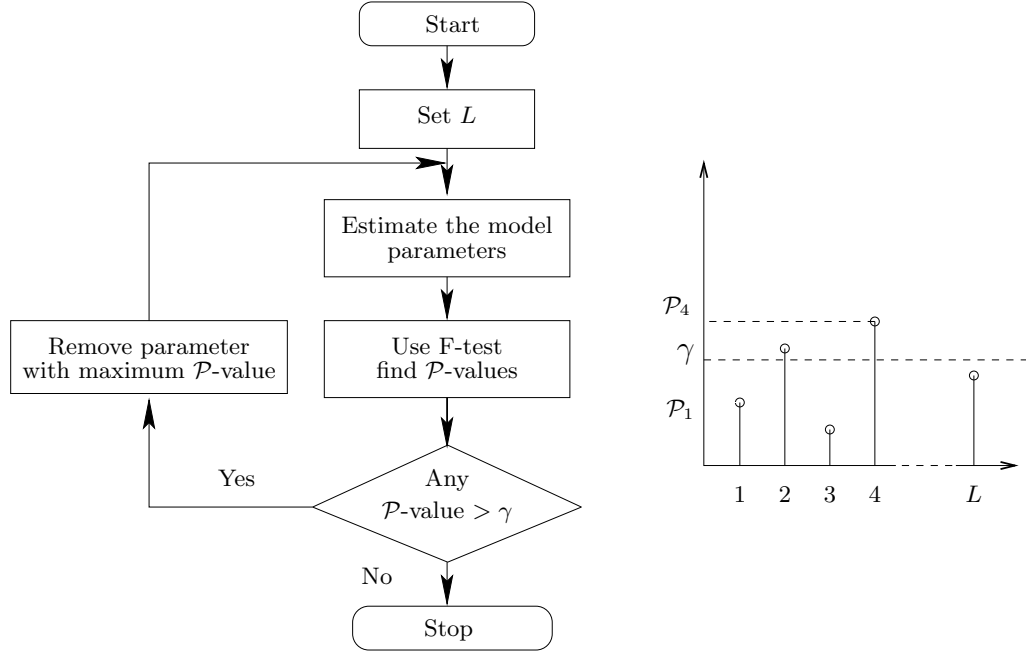 Start
Set L
Estimate the model
parameters
Use F-test
find 𝒫-values
Remove parameter
with maximum 𝒫-value
Any
𝒫-value > γ
Yes
No
Stop
𝒫₄
γ
𝒫₁
1 2 3 4 L